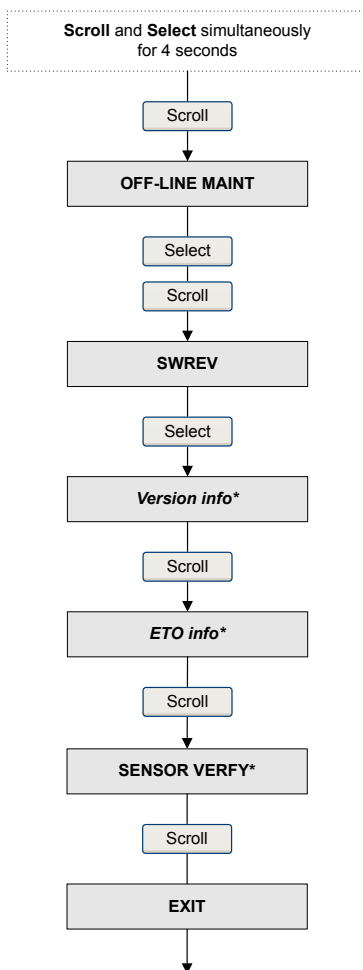 Scroll and Select simultaneously
for 4 seconds
Scroll
OFF-LINE MAINT
Select
Scroll
SWREV
Select
Version info*
Scroll
ETO info*
Scroll
SENSOR VERFY*
Scroll
EXIT